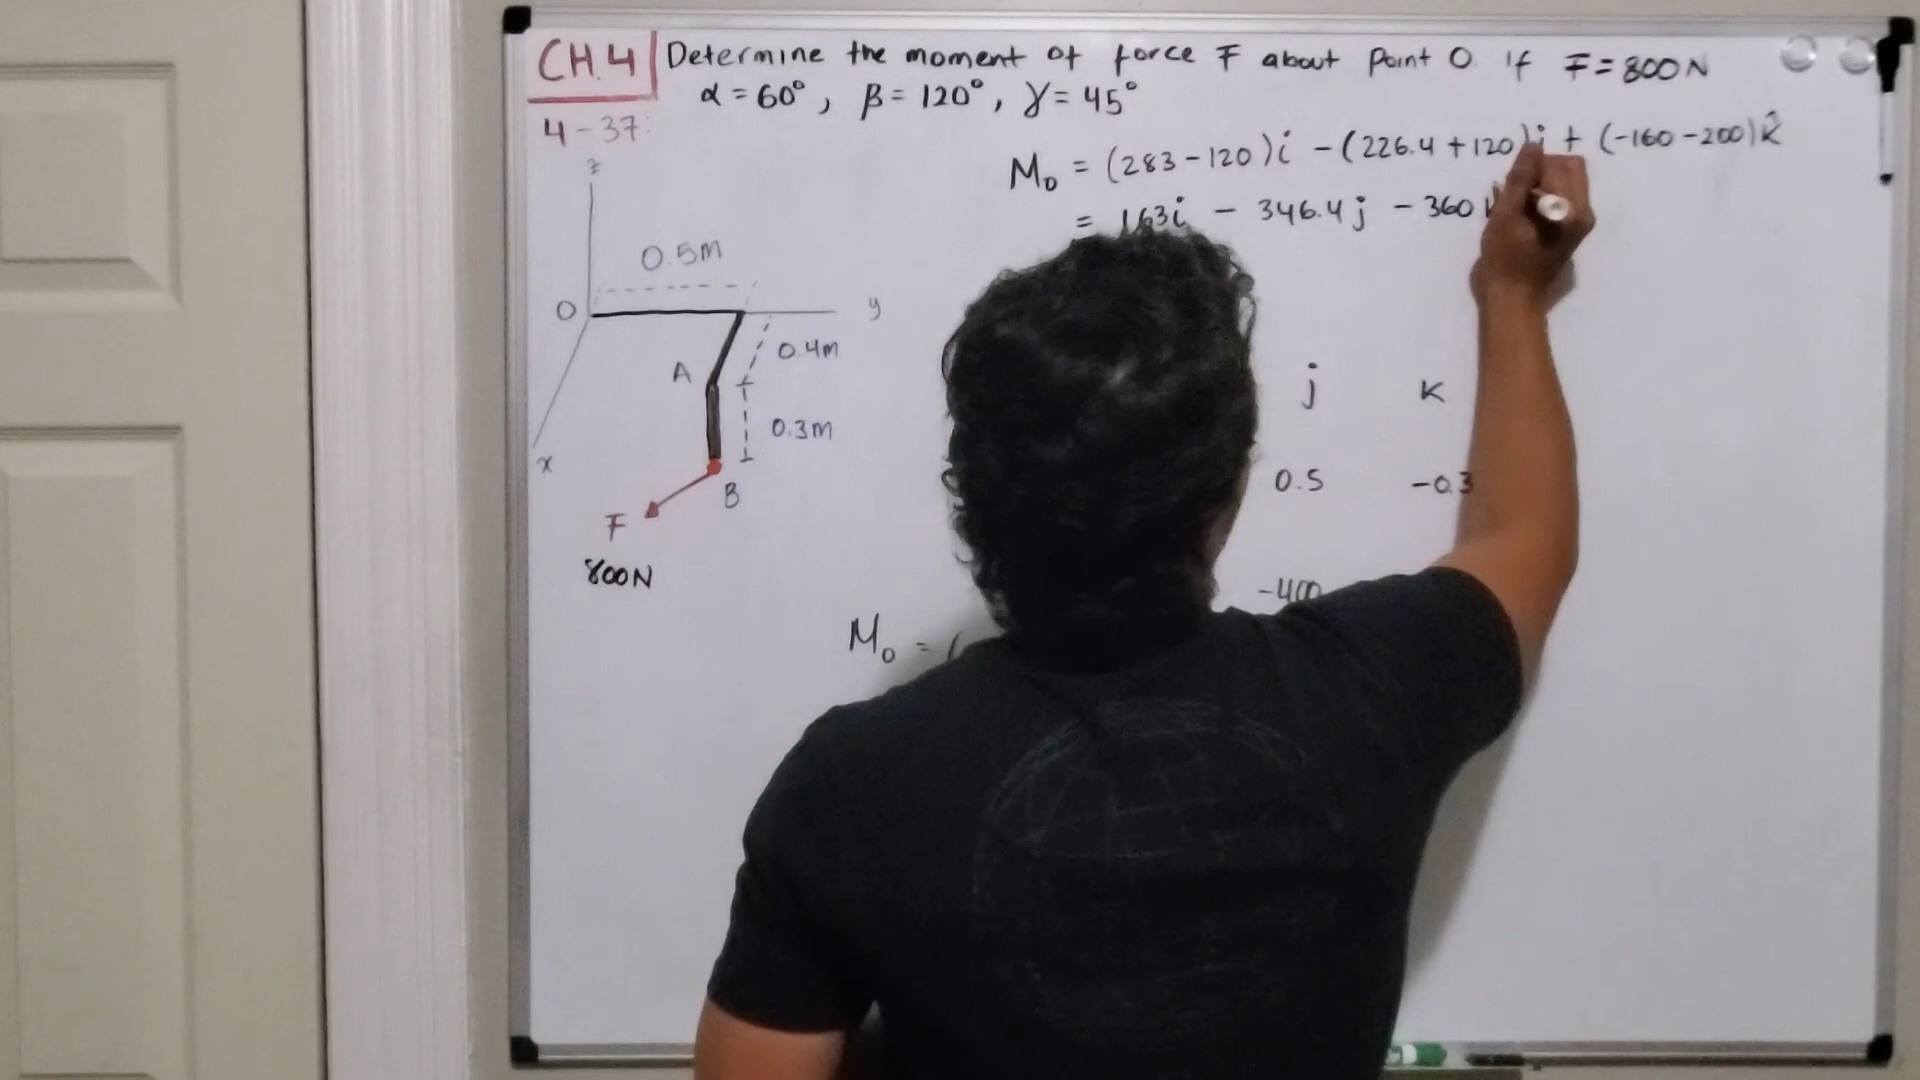 CH.4 Determine the moment of force F about Point O. if F = 800N
α = 60°, β = 120°, γ = 45°
4-37:
M₀ = (283 - 120)i - (226.4 + 120)j + (-160 - 200)k̂
= 163i - 346.4j - 360
z
0.5m
O
y
0.4m
A
0.3m
x
B
F
800N
j k
0.5 -0.3
-400
M₀ = (